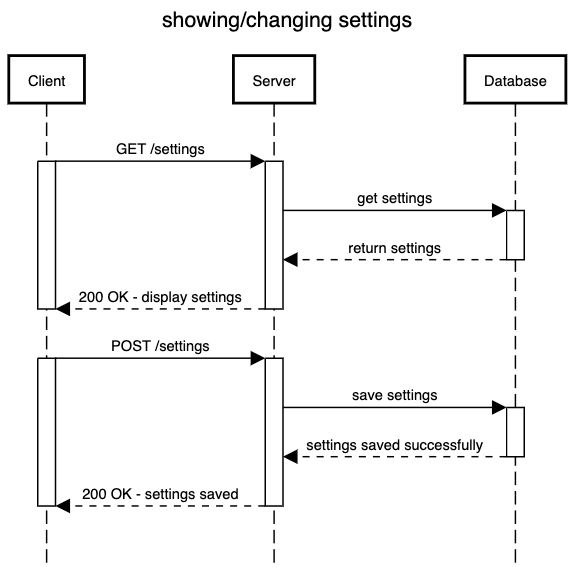 showing/changing settings
Client
Server
Database
GET /settings
get settings
return settings
200 OK - display settings
POST /settings
save settings
settings saved successfully
200 OK - settings saved